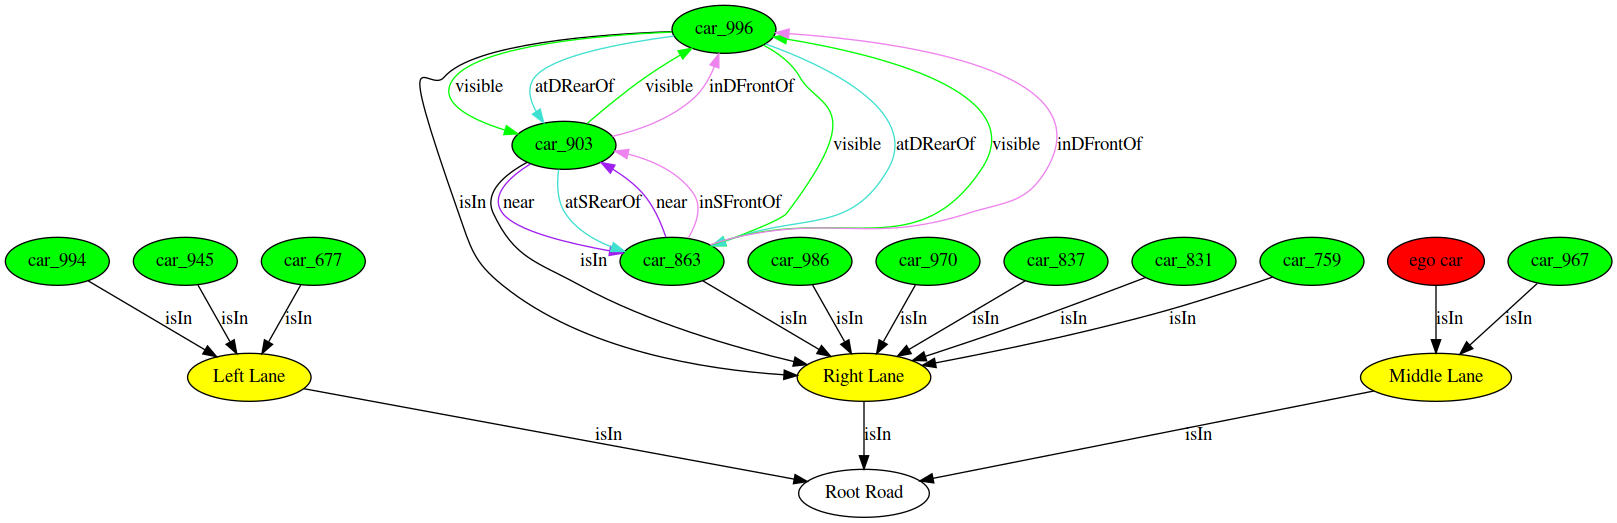 car_996
visible
atDRearOf
visible
inDFrontOf
car_903
visible
atDRearOf
visible
inDFrontOf
isIn
near
atSRearOf
near
inSFrontOf
car_994
car_945
car_677
isIn
car_863
car_986
car_970
car_837
car_831
car_759
ego car
car_967
isIn
isIn
isIn
isIn
isIn
isIn
isIn
isIn
isIn
isIn
isIn
Left Lane
Right Lane
Middle Lane
isIn
isIn
isIn
Root Road